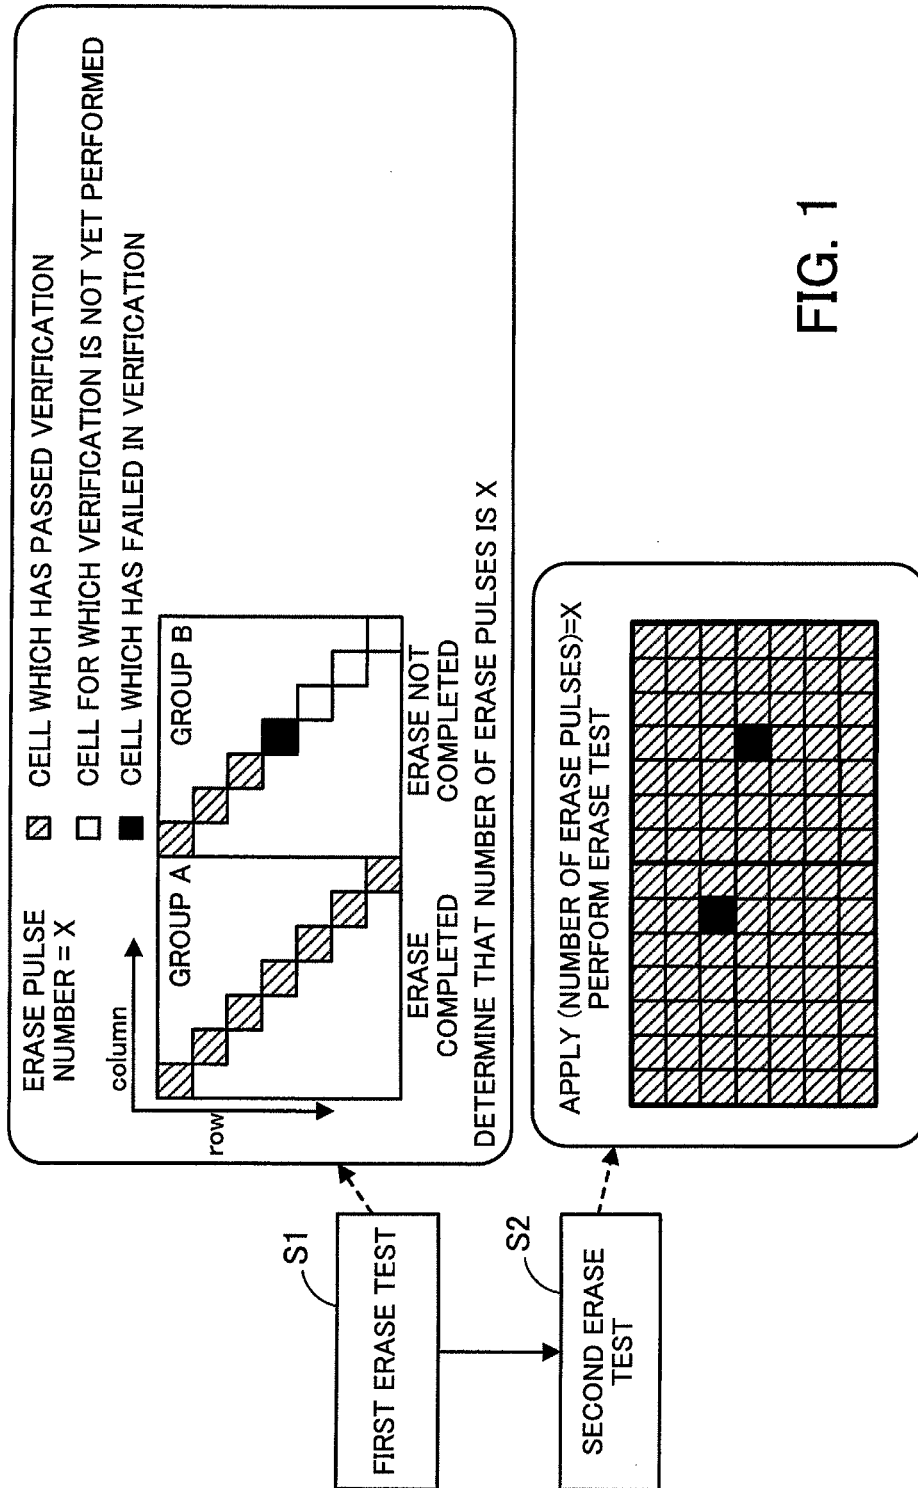 S1
FIRST ERASE TEST
S2
SECOND ERASE
TEST
ERASE PULSE
NUMBER = X
CELL WHICH HAS PASSED VERIFICATION
CELL FOR WHICH VERIFICATION IS NOT YET PERFORMED
CELL WHICH HAS FAILED IN VERIFICATION
column
row
GROUP A
GROUP B
ERASE
COMPLETED
ERASE NOT
COMPLETED
DETERMINE THAT NUMBER OF ERASE PULSES IS X
APPLY (NUMBER OF ERASE PULSES)=X
PERFORM ERASE TEST
FIG. 1